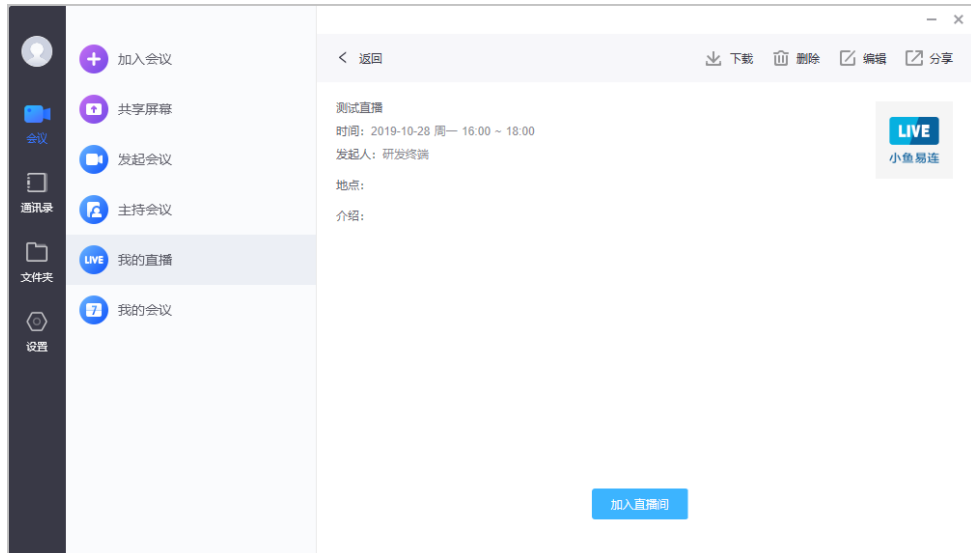 会议
通讯录
文件夹
设置
加入会议
共享屏幕
发起会议
主持会议
LIVE 我的直播
7 我的会议
返回 下载 删除 编辑 分享
测试直播
时间：2019-10-28 周一 16:00 ~ 18:00
发起人：研发终端
地点：
介绍：
LIVE
小鱼易连
加入直播间